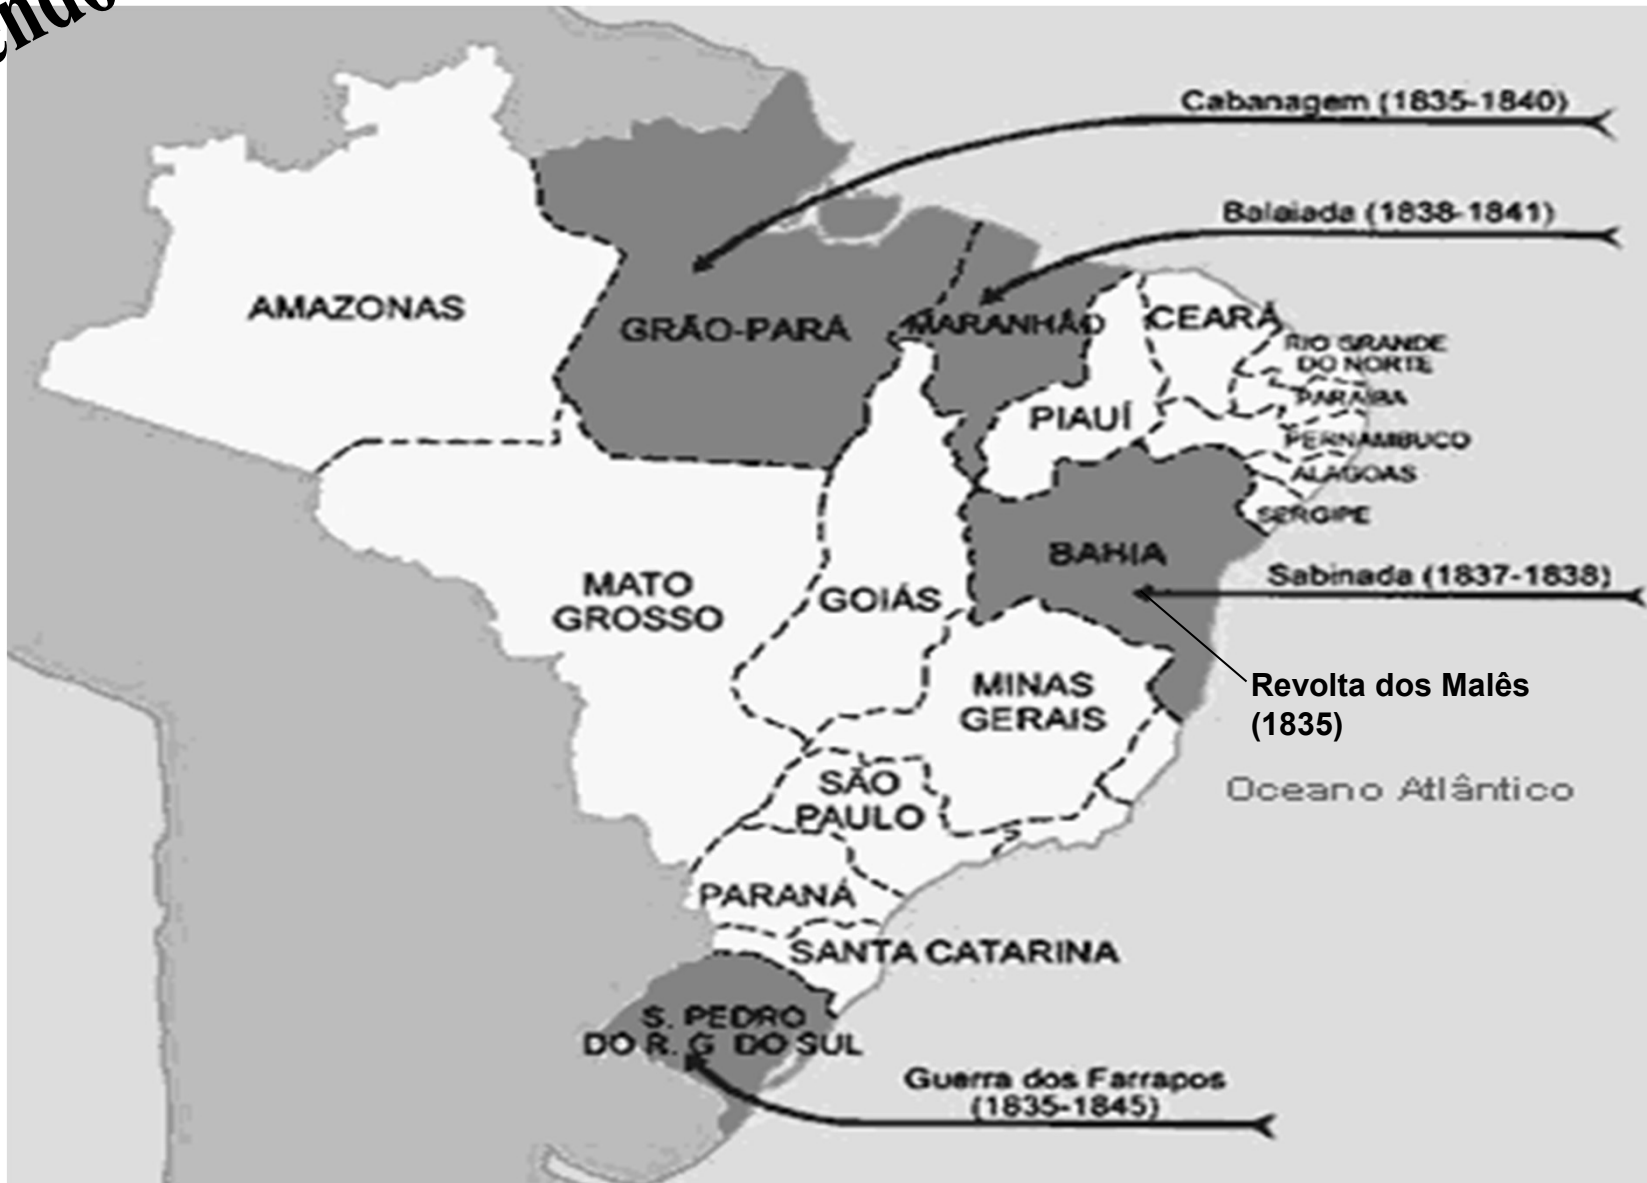 Cabanagem (1835-1840)
Balaiada (1838-1841)
AMAZONAS
GRÃO-PARÁ
MARANHÃO
CEARÁ
RIO GRANDE
DO NORTE
PARAÍBA
PIAUÍ
PERNAMBUCO
ALAGOAS
SERGIPE
BAHIA
Sabinada (1837-1838)
MATO
GROSSO
GOIÁS
Revolta dos Malês
(1835)
MINAS
GERAIS
Oceano Atlântico
SÃO
PAULO
PARANÁ
SANTA CATARINA
S. PEDRO
DO R. G DO SUL
Guerra dos Farrapos
(1835-1845)